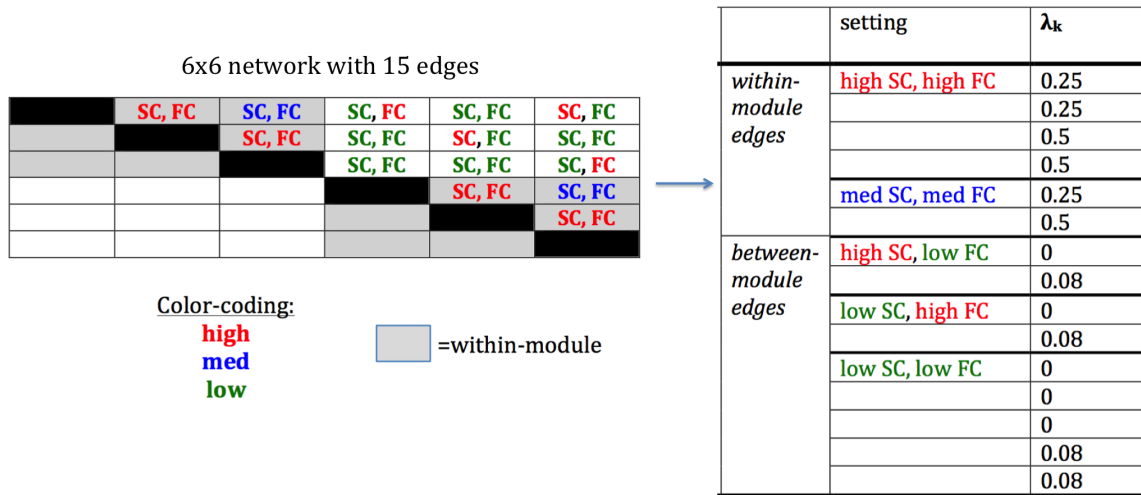 6x6 network with 15 edges
SC, FC SC, FC SC, FC SC, FC SC, FC
SC, FC SC, FC SC, FC SC, FC
SC, FC SC, FC SC, FC
SC, FC SC, FC
SC, FC
Color-coding:
high
med
low
=within-module
setting λk
within-module edges high SC, high FC 0.25
0.25
0.5
0.5
med SC, med FC 0.25
0.5
between-module edges high SC, low FC 0
0.08
low SC, high FC 0
0.08
low SC, low FC 0
0
0
0.08
0.08